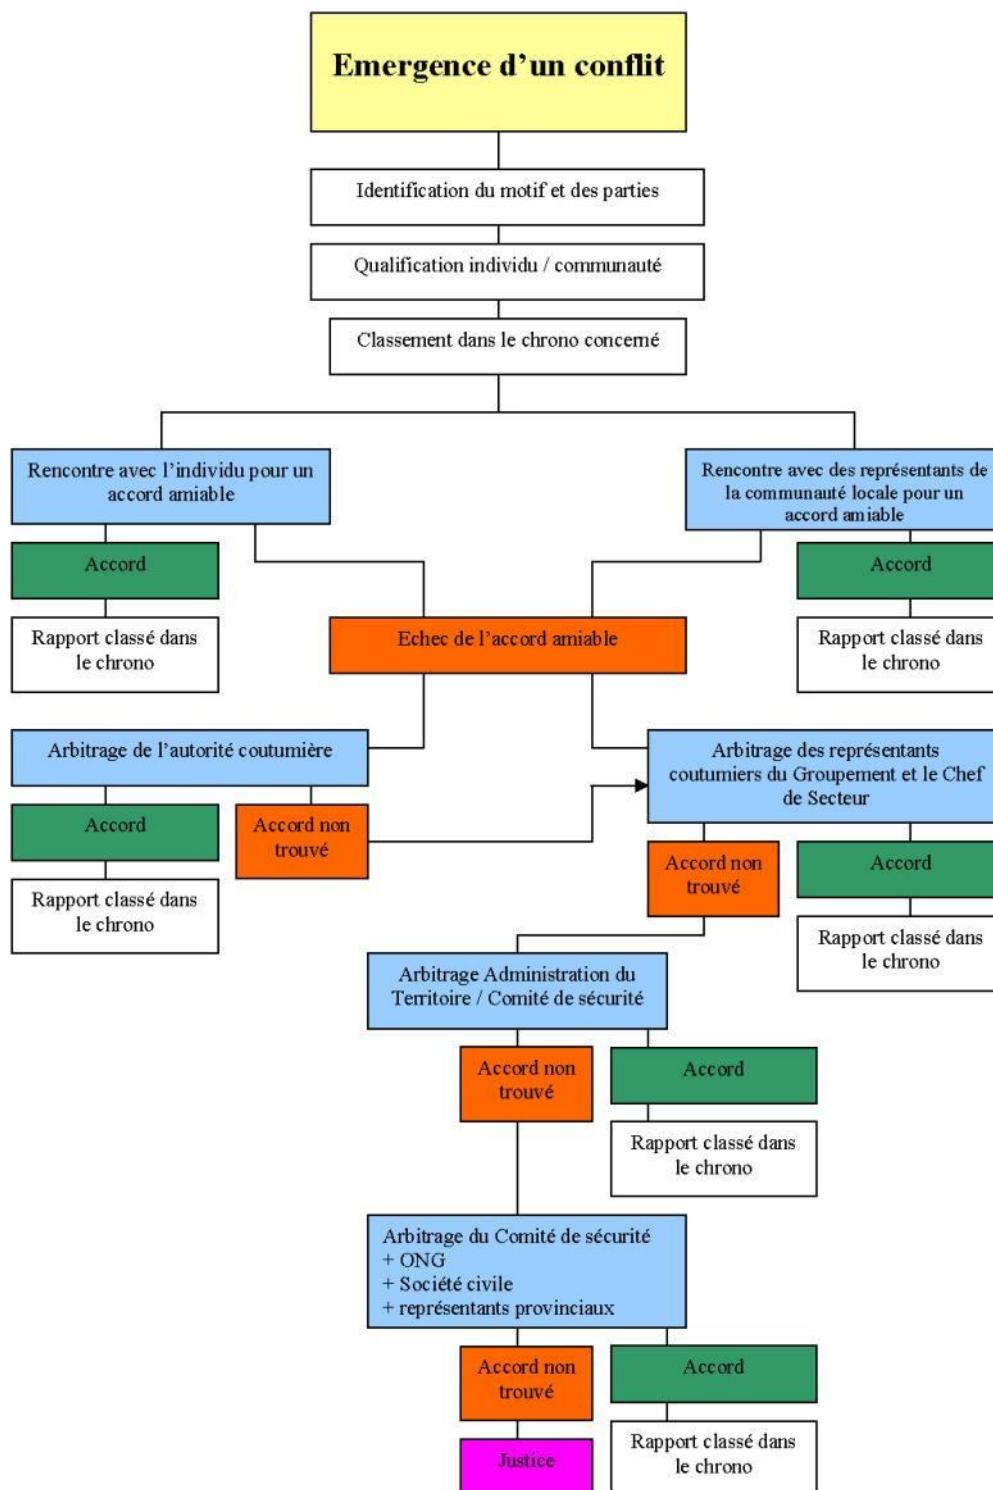 Emergence d’un conflit
Identification du motif et des parties
Qualification individu / communauté
Classement dans le chrono concerné
Rencontre avec l’individu pour un
accord amiable
Rencontre avec des représentants de
la communauté locale pour un
accord amiable
Accord
Accord
Rapport classé dans
le chrono
Echec de l’accord amiable
Rapport classé dans
le chrono
Arbitrage de l’autorité coutumière
Arbitrage des représentants
coutumiers du Groupement et le Chef
de Secteur
Accord
Accord non
trouvé
Accord non
trouvé
Accord
Rapport classé dans
le chrono
Rapport classé dans
le chrono
Arbitrage Administration du
Territoire / Comité de sécurité
Accord non
trouvé
Accord
Rapport classé dans
le chrono
Arbitrage du Comité de sécurité
+ ONG
+ Société civile
+ représentants provinciaux
Accord non
trouvé
Accord
Justice
Rapport classé dans
le chrono